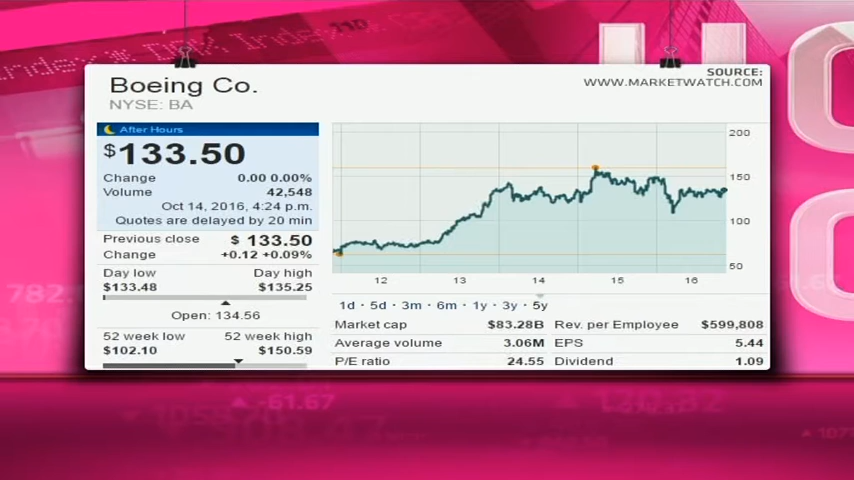 Boeing Co.
NYSE: BA
SOURCE:
WWW.MARKETWATCH.COM
After Hours
$133.50
Change 0.00 0.00%
Volume 42,548
Oct 14, 2016, 4:24 p.m.
Quotes are delayed by 20 min
Previous close $ 133.50
Change +0.12 +0.09%
Day low Day high
$133.48 $135.25
Open: 134.56
52 week low 52 week high
$102.10 $150.59
200
150
100
50
12 13 14 15 16
1d · 5d · 3m · 6m · 1y · 3y · 5y
Market cap $83.28B Rev. per Employee $599,808
Average volume 3.06M EPS 5.44
P/E ratio 24.55 Dividend 1.09
-61.67